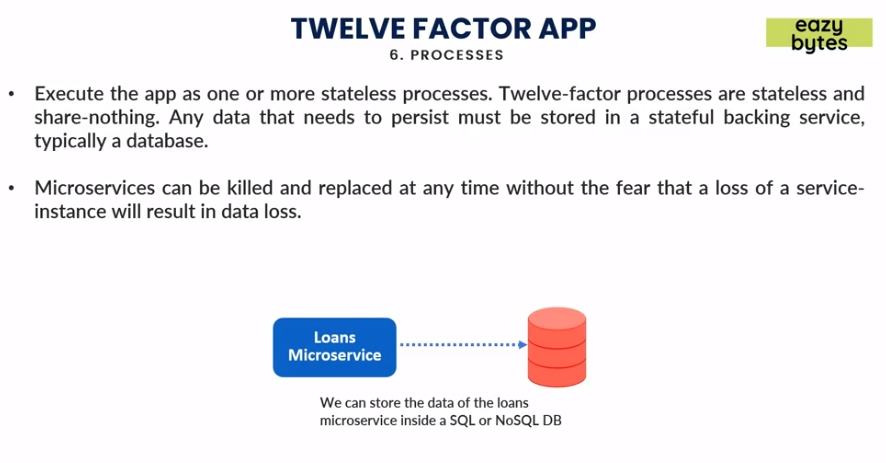 TWELVE FACTOR APP
eazy
bytes
6. PROCESSES
• Execute the app as one or more stateless processes. Twelve-factor processes are stateless and
share-nothing. Any data that needs to persist must be stored in a stateful backing service,
typically a database.
• Microservices can be killed and replaced at any time without the fear that a loss of a service-
instance will result in data loss.
Loans
Microservice
We can store the data of the loans
microservice inside a SQL or NoSQL DB